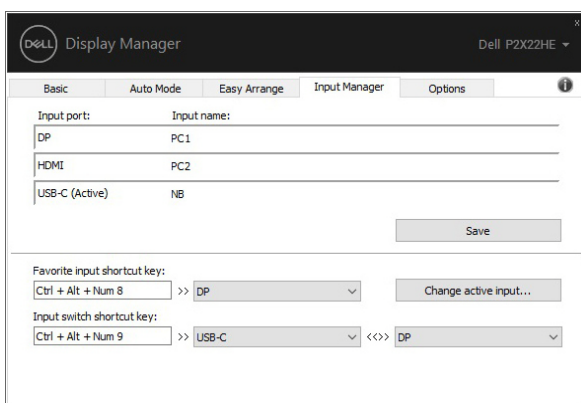 DELL Display Manager Dell P2X22HE
Basic Auto Mode Easy Arrange Input Manager Options i
Input port: Input name:
DP PC1
HDMI PC2
USB-C (Active) NB
Save
Favorite input shortcut key:
Ctrl + Alt + Num 8 >> DP Change active input...
Input switch shortcut key:
Ctrl + Alt + Num 9 >> USB-C <<>> DP